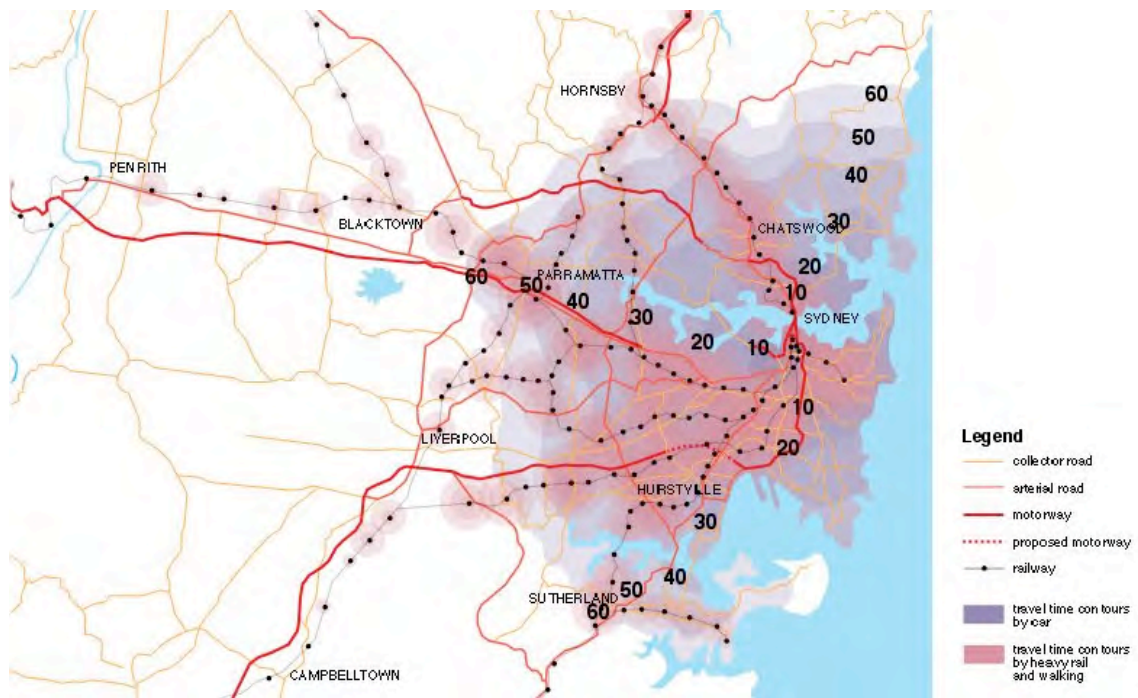 60
HORNSBY
50
PENRITH
40
30
BLACKTOWN
CHATSWOOD
20
60
PARRAMATTA
50
40
10
30
SYDNEY
20
10
10
LIVERPOOL
20
HURSTVILLE
30
40
50
SUTHERLAND
60
CAMPBELLTOWN
Legend
collector road
arterial road
motorway
proposed motorway
railway
travel time contours
by car
travel time contours
by heavy rail
and walking